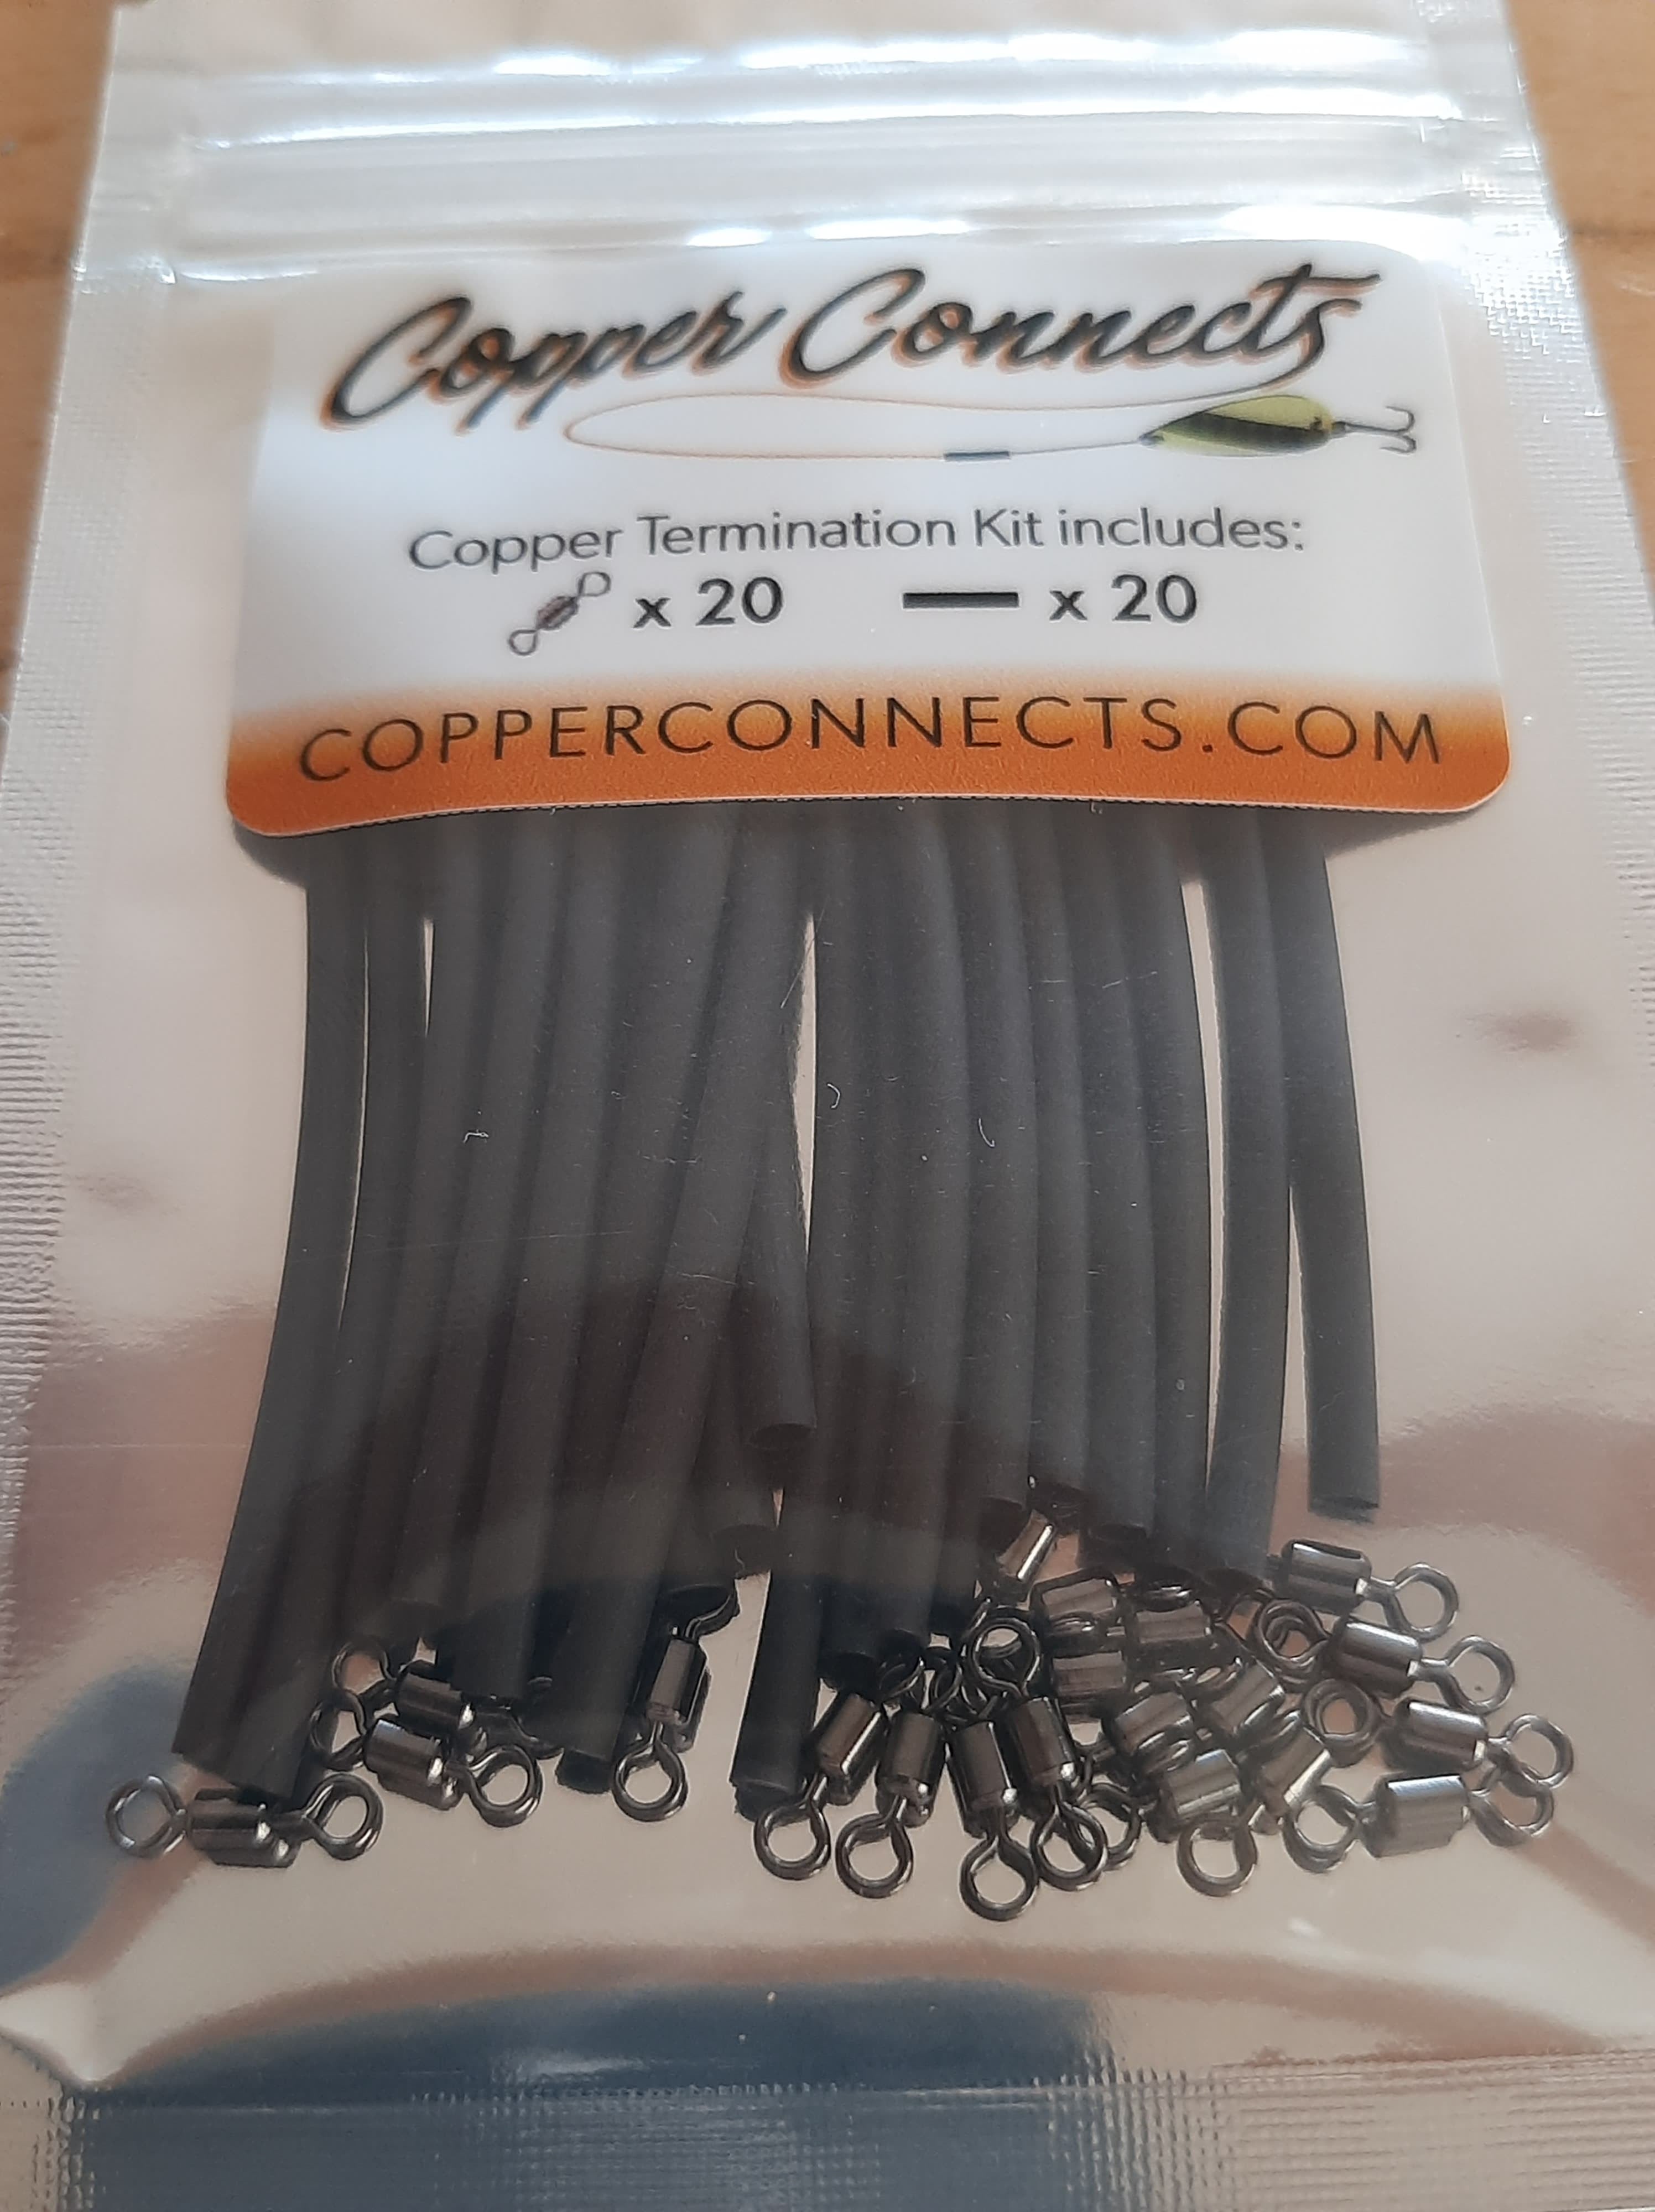 Copper Connects
Copper Termination Kit includes:
x 20 x 20
COPPERCONNECTS.COM